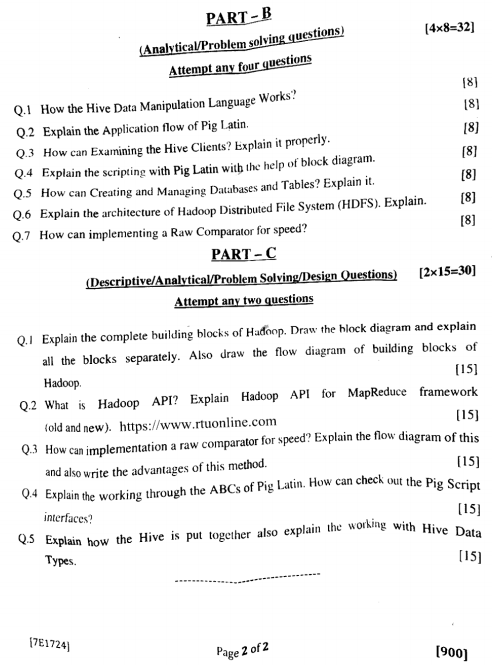 PART – B
[4×8=32]
(Analytical/Problem solving questions)
Attempt any four questions
Q.1 How the Hive Data Manipulation Language Works? [8]
Q.2 Explain the Application flow of Pig Latin. [8]
Q.3 How can Examining the Hive Clients? Explain it properly. [8]
Q.4 Explain the scripting with Pig Latin with the help of block diagram. [8]
Q.5 How can Creating and Managing Databases and Tables? Explain it. [8]
Q.6 Explain the architecture of Hadoop Distributed File System (HDFS). Explain. [8]
Q.7 How can implementing a Raw Comparator for speed? [8]
PART – C
(Descriptive/Analytical/Problem Solving/Design Questions) [2×15=30]
Attempt any two questions
Q.1 Explain the complete building blocks of Hadoop. Draw the block diagram and explain
all the blocks separately. Also draw the flow diagram of building blocks of
Hadoop. [15]
Q.2 What is Hadoop API? Explain Hadoop API for MapReduce framework
(old and new). https://www.rtuonline.com [15]
Q.3 How can implementation a raw comparator for speed? Explain the flow diagram of this
and also write the advantages of this method. [15]
Q.4 Explain the working through the ABCs of Pig Latin. How can check out the Pig Script
interfaces? [15]
Q.5 Explain how the Hive is put together also explain the working with Hive Data
Types. [15]
[7E1724] Page 2 of 2 [900]